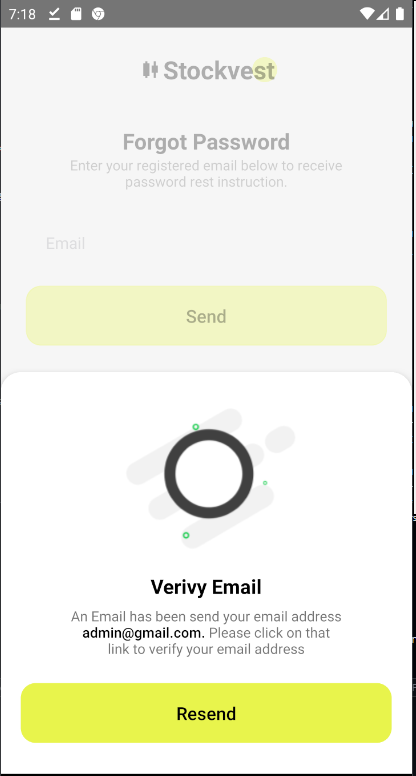 7:18
Stockvest
Forgot Password
Enter your registered email below to receive
password rest instruction.
Email
Send
Verivy Email
An Email has been send your email address
admin@gmail.com. Please click on that
link to verify your email address
Resend